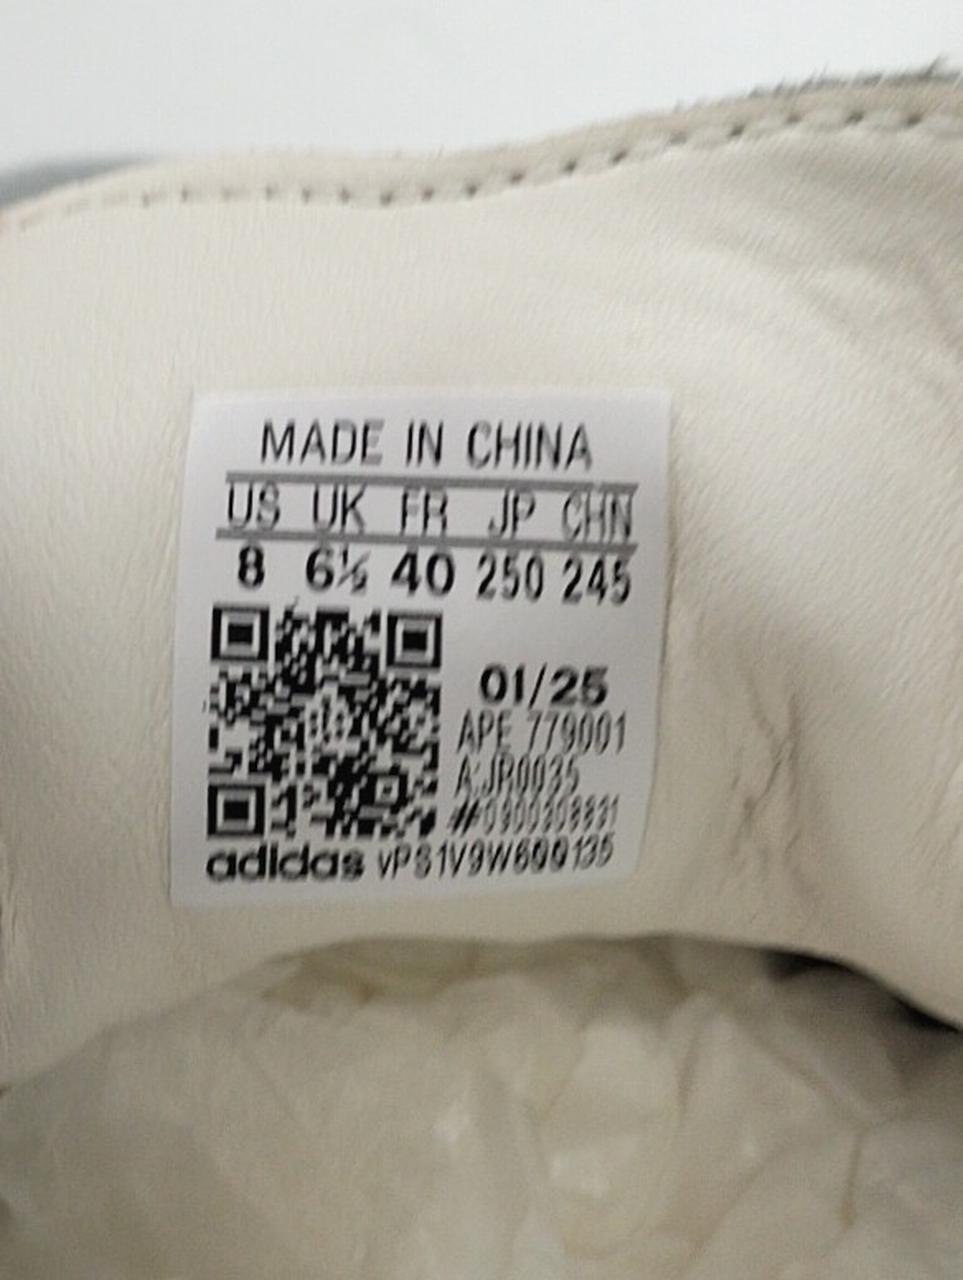 MADE IN CHINA
US UK FR JP CHN
8 6½ 40 250 245
01/25
APE 779001
A:JR0035
adidas